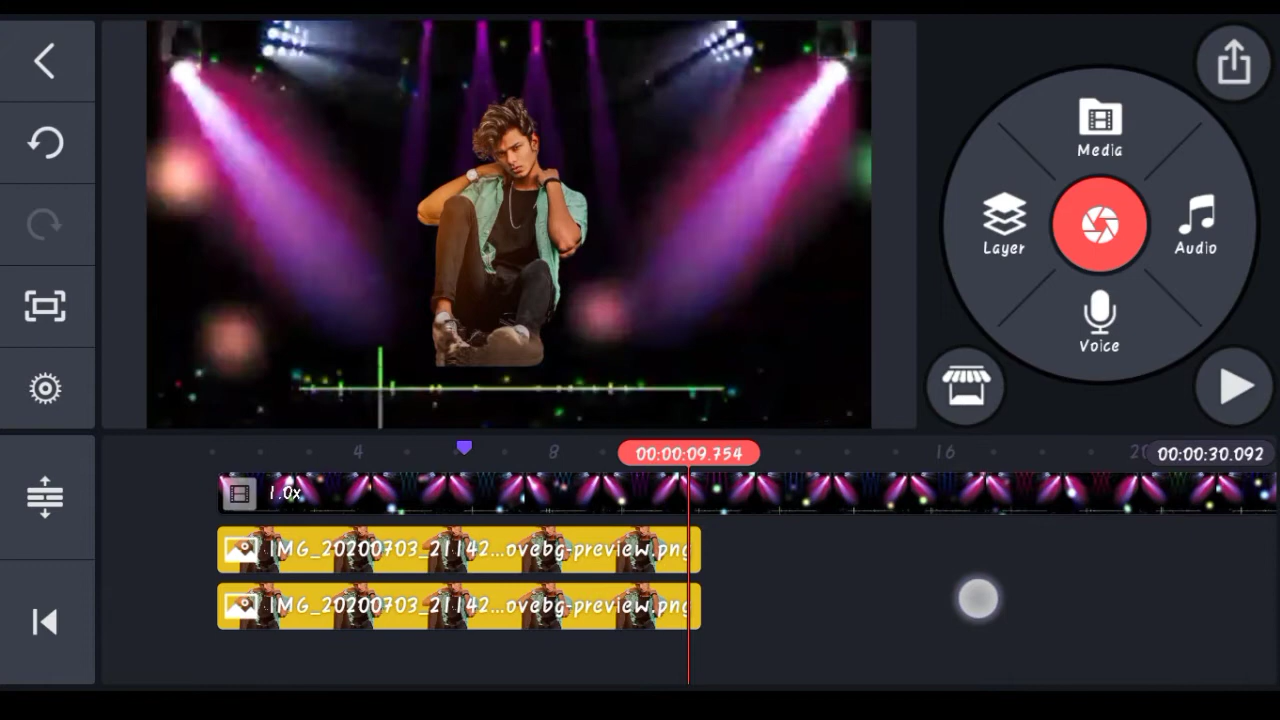 Media
Layer
Audio
Voice
4
8
00:00:09.754
16
20
00:00:30.092
1.0x
IMG_20200703_21142...ovebg-preview.png
IMG_20200703_21142...ovebg-preview.png